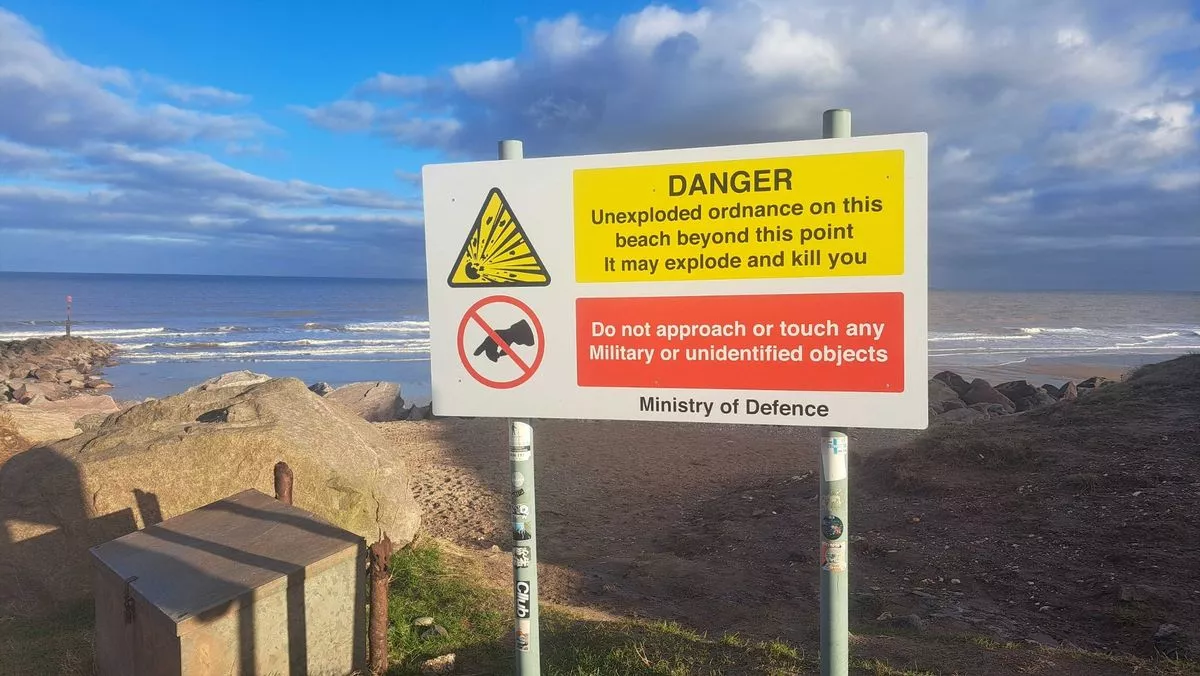 DANGER
Unexploded ordnance on this
beach beyond this point
It may explode and kill you
Do not approach or touch any
Military or unidentified objects
Ministry of Defence